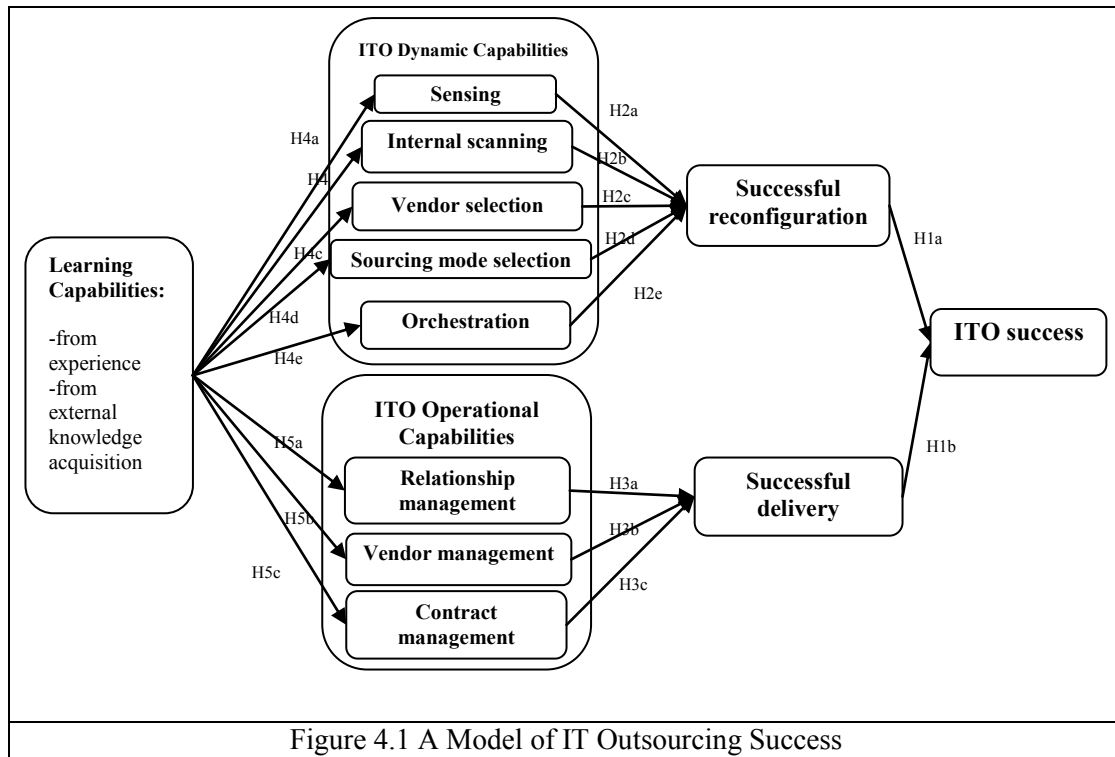 ITO Dynamic Capabilities
Sensing
Internal scanning
Vendor selection
Sourcing mode selection
Orchestration
H4a
H4
H4c
H4d
H4e
H2a
H2b
H2c
H2d
H2e
Successful
reconfiguration
H1a
Learning
Capabilities:
-from
experience
-from
external
knowledge
acquisition
ITO success
ITO Operational
Capabilities
Relationship
management
Vendor management
Contract
management
H5a
H5b
H5c
H3a
H3b
H3c
Successful
delivery
H1b
Figure 4.1 A Model of IT Outsourcing Success